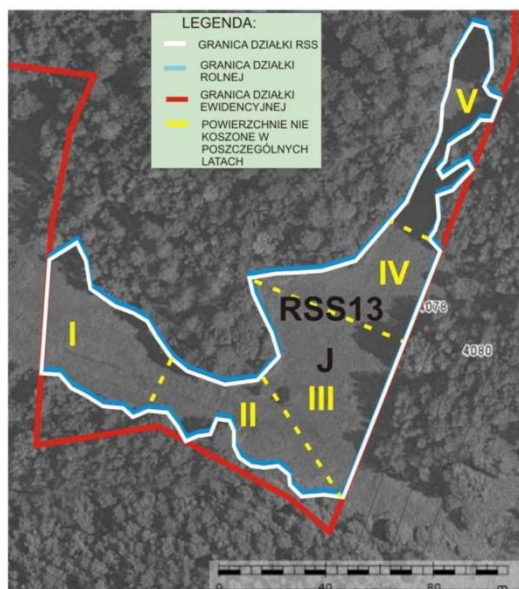 LEGENDA:
GRANICA DZIAŁKI RSS
GRANICA DZIAŁKI
ROLNEJ
GRANICA DZIAŁKI
EWIDENCYJNEJ
POWIERZCHNIE NIE
KOSZONE W
POSZCZEGÓLNYCH
LATACH
V
IV
RSS13
4078
I
J
4080
III
II
0
40
80
m